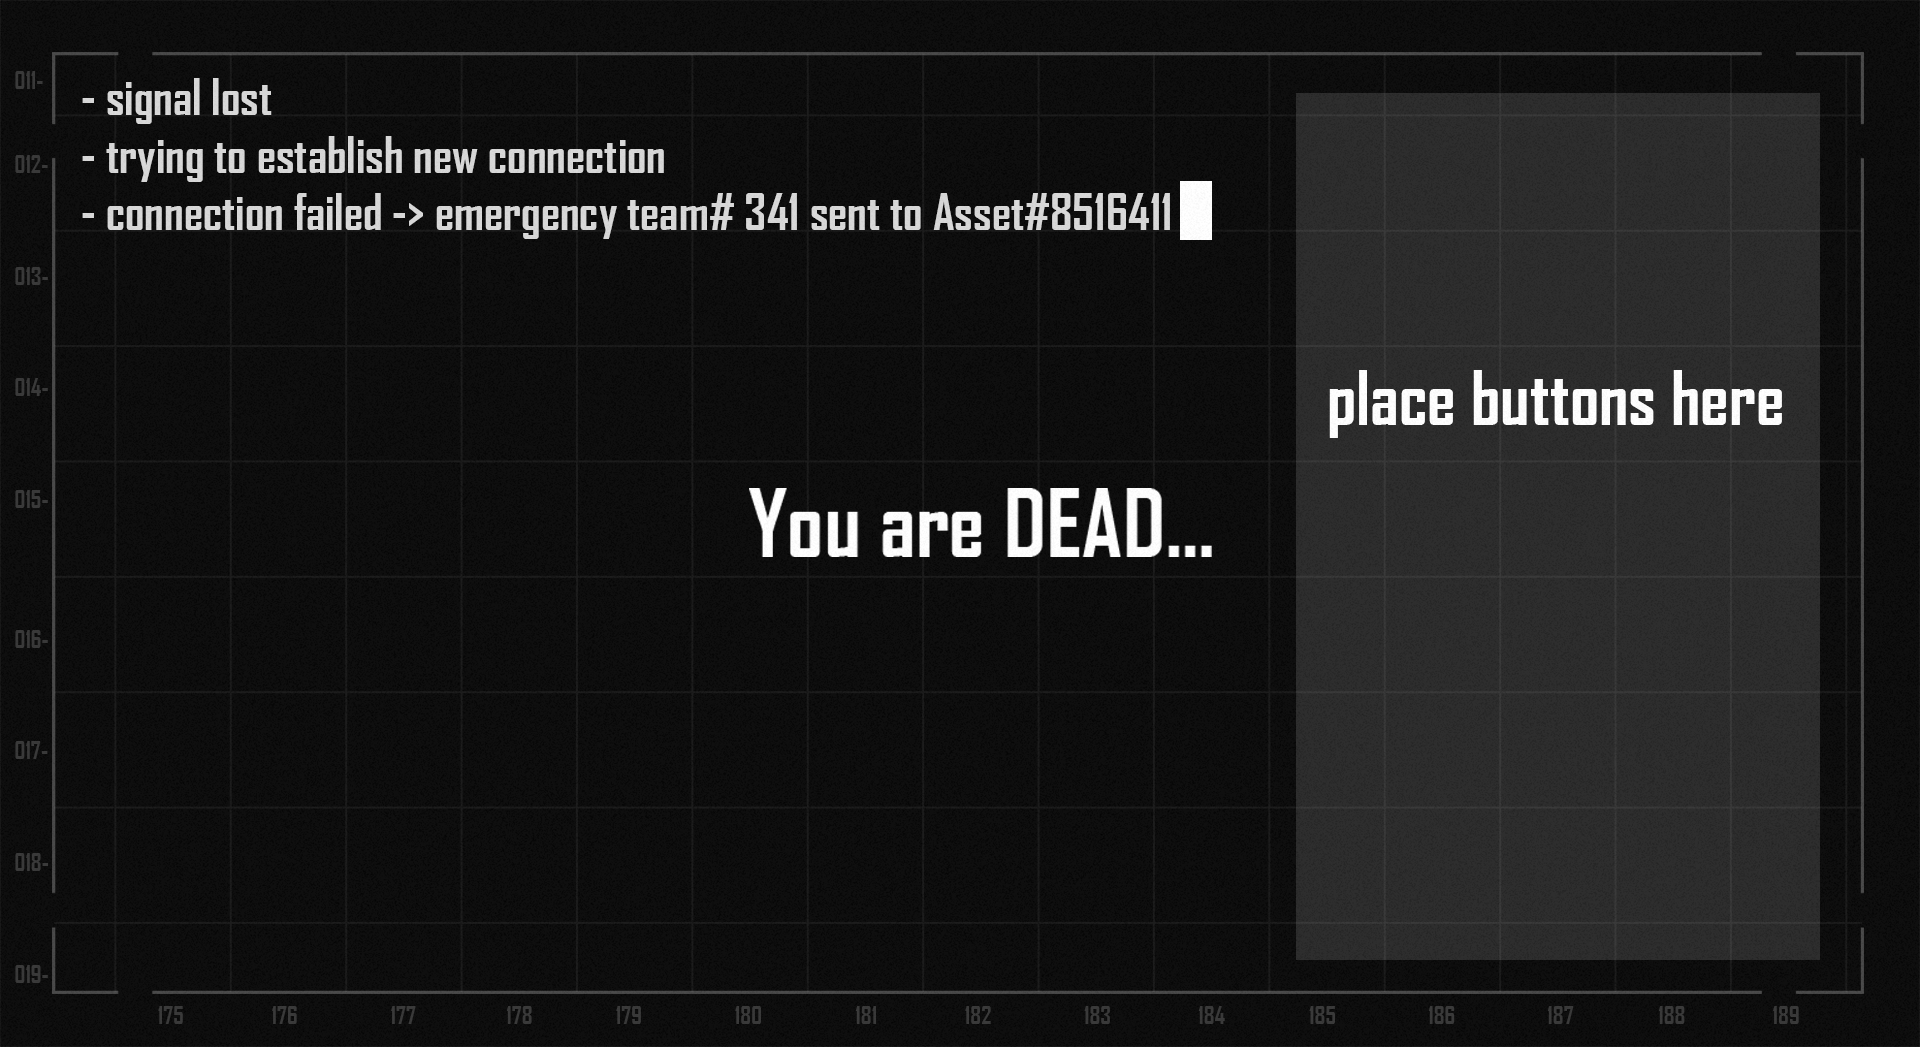 - signal lost
- trying to establish new connection
- connection failed -> emergency team# 341 sent to Asset#8516411
place buttons here
You are DEAD...
011-
012-
013-
014-
015-
016-
017-
018-
019-
175 176 177 178 179 180 181 182 183 184 185 186 187 188 189